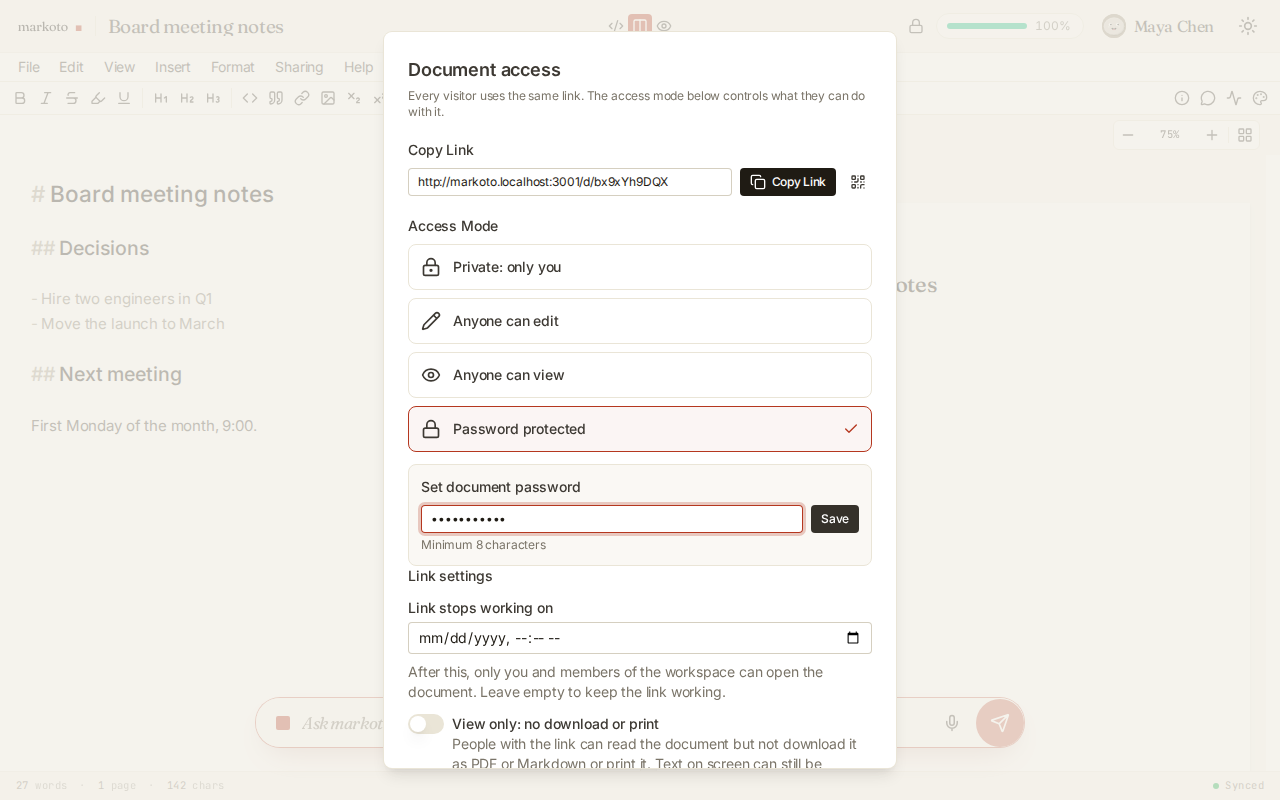 markoto
Board meeting notes
100%
Maya Chen
File Edit View Insert Format Sharing Help
H1 H2 H3
75%
# Board meeting notes
## Decisions
- Hire two engineers in Q1
- Move the launch to March
## Next meeting
First Monday of the month, 9:00.
otes
Document access
Every visitor uses the same link. The access mode below controls what they can do
with it.
Copy Link
http://markoto.localhost:3001/d/bx9xYh9DQX
Copy Link
Access Mode
Private: only you
Anyone can edit
Anyone can view
Password protected
Set document password
•••••••••••
Save
Minimum 8 characters
Link settings
Link stops working on
mm/dd/yyyy, --:-- --
After this, only you and members of the workspace can open the
document. Leave empty to keep the link working.
View only: no download or print
People with the link can read the document but not download it
as PDF or Markdown or print it. Text on screen can still be
Ask markot
27 words · 1 page · 142 chars
Synced